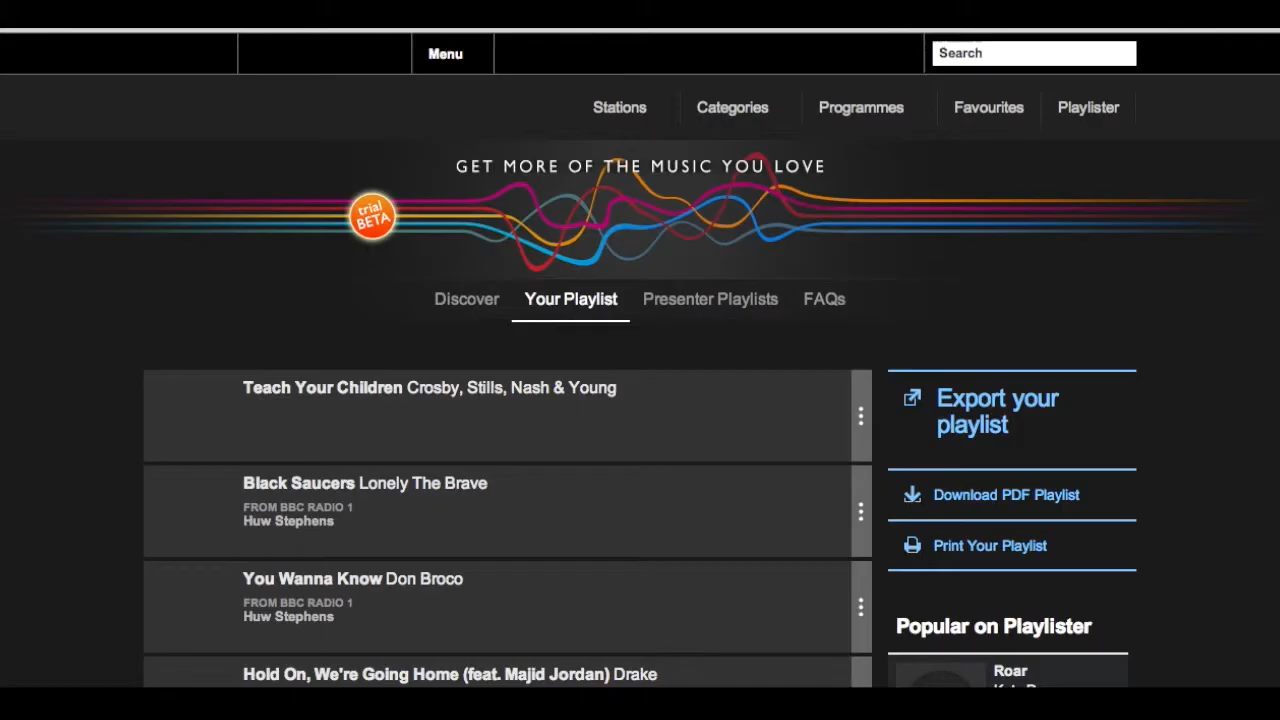 Menu
Search
Stations
Categories
Programmes
Favourites
Playlister
GET MORE OF THE MUSIC YOU LOVE
trial
BETA
Discover
Your Playlist
Presenter Playlists
FAQs
Teach Your Children Crosby, Stills, Nash & Young
Black Saucers Lonely The Brave
FROM BBC RADIO 1
Huw Stephens
You Wanna Know Don Broco
FROM BBC RADIO 1
Huw Stephens
Hold On, We're Going Home (feat. Majid Jordan) Drake
Export your
playlist
Download PDF Playlist
Print Your Playlist
Popular on Playlister
Roar